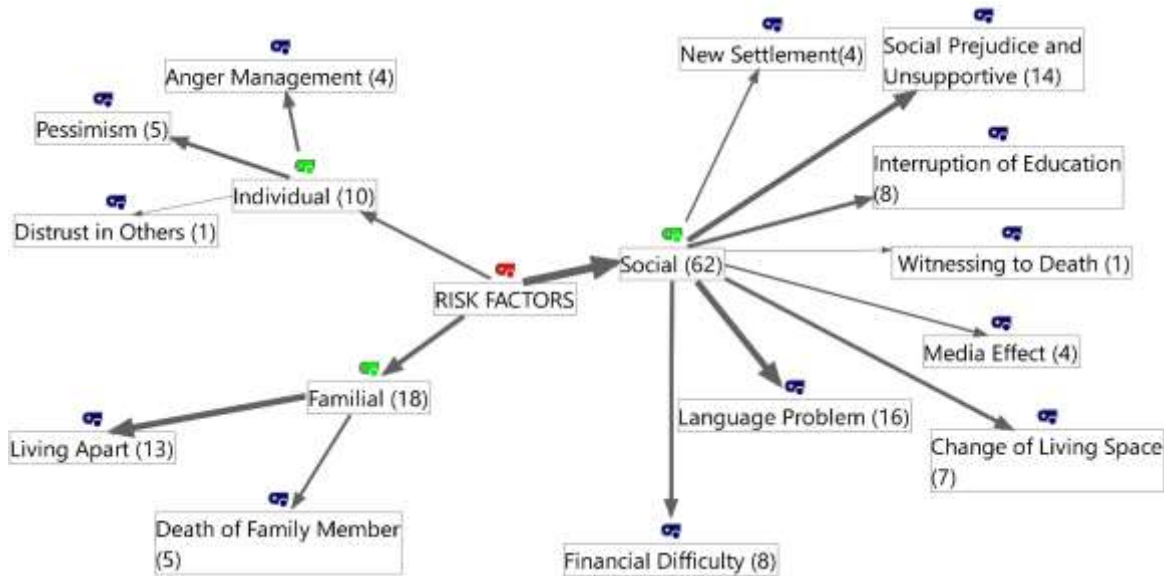 New Settlement(4)
Social Prejudice and
Unsupportive (14)
Anger Management (4)
Pessimism (5)
Interruption of Education
(8)
Individual (10)
Distrust in Others (1)
Social (62)
Witnessing to Death (1)
RISK FACTORS
Media Effect (4)
Familial (18)
Language Problem (16)
Living Apart (13)
Change of Living Space
(7)
Death of Family Member
(5)
Financial Difficulty (8)